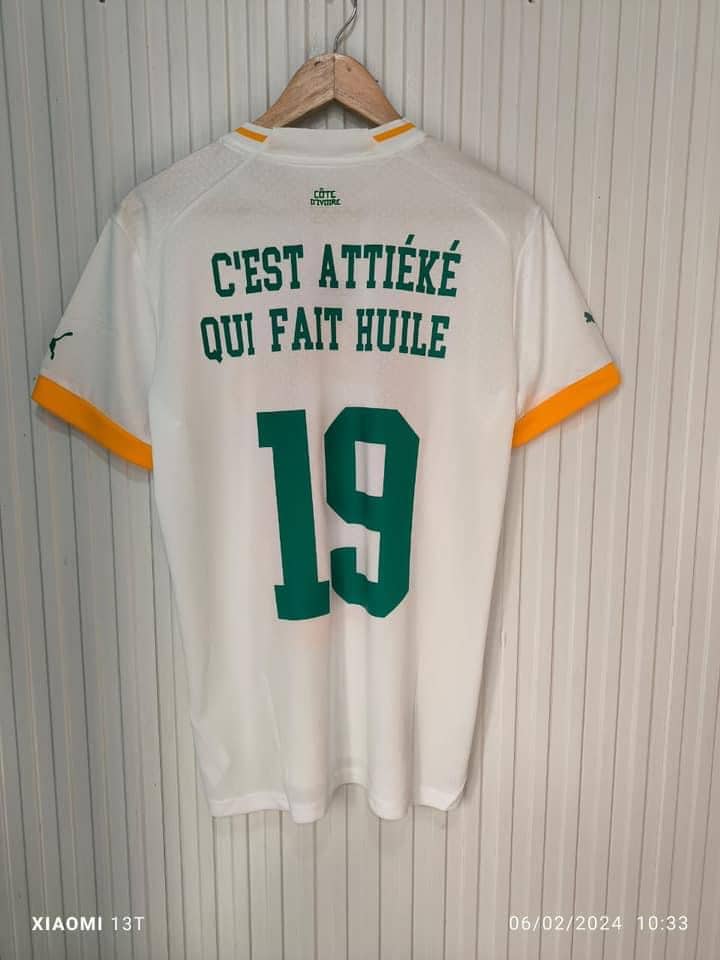 CÔTE
D'IVOIRE
C'EST ATTIÉKÉ
QUI FAIT HUILE
19
XIAOMI 13T
06/02/2024 10:33